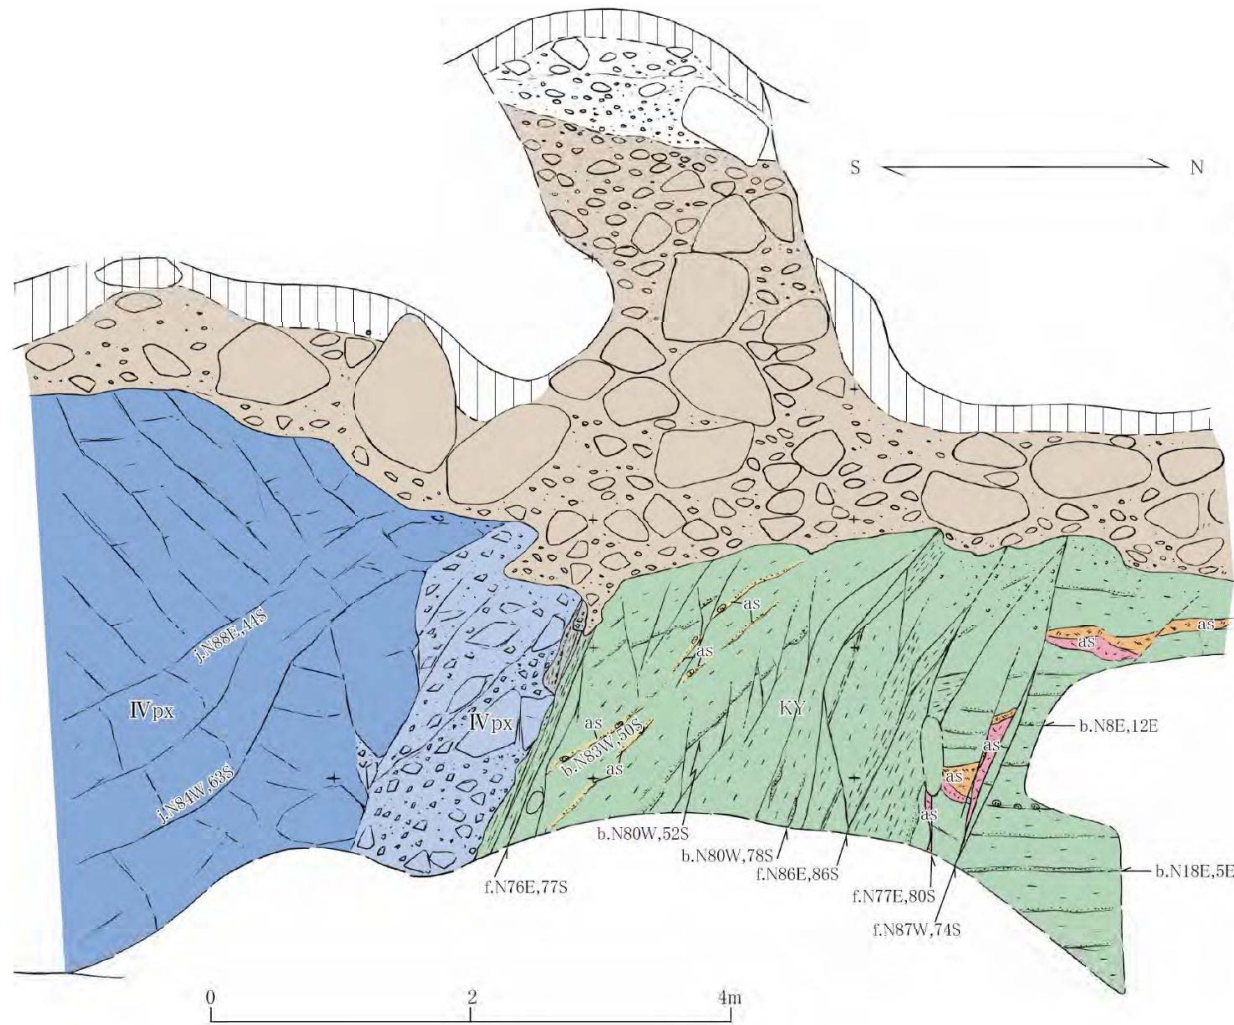 S
N
j.N88E,44S
Ⅳpx
j.N84W,63S
Ⅳpx
as
as
as
b.N83W,50S
as
KY
as
as
as
as
as
b.N8E,12E
b.N80W,52S
b.N80W,78S
f.N86E,86S
f.N76E,77S
f.N77E,80S
f.N87W,74S
b.N18E,5E
0
2
4m